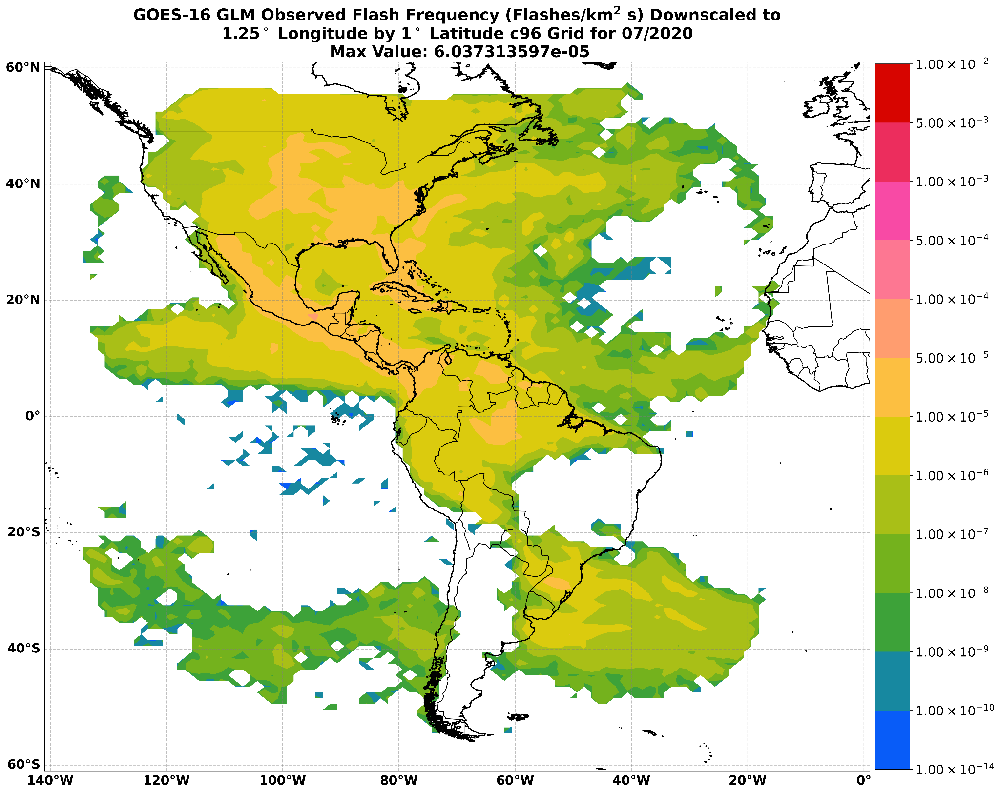 GOES-16 GLM Observed Flash Frequency (Flashes/km² s) Downscaled to
1.25° Longitude by 1° Latitude c96 Grid for 07/2020
Max Value: 6.037313597e-05
60°N
40°N
20°N
0°
20°S
40°S
60°S
140°W 120°W 100°W 80°W 60°W 40°W 20°W 0°
1.00×10⁻²
5.00×10⁻³
1.00×10⁻³
5.00×10⁻⁴
1.00×10⁻⁴
5.00×10⁻⁵
1.00×10⁻⁵
1.00×10⁻⁶
1.00×10⁻⁷
1.00×10⁻⁸
1.00×10⁻⁹
1.00×10⁻¹⁰
1.00×10⁻¹⁴